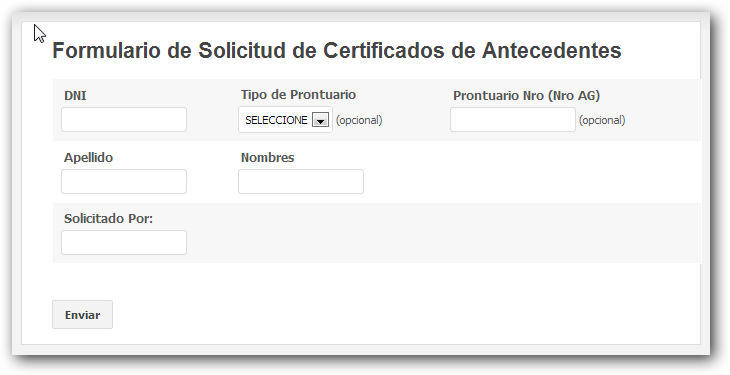 Formulario de Solicitud de Certificados de Antecedentes
DNI Tipo de Prontuario Prontuario Nro (Nro AG)
SELECCIONE (opcional) (opcional)
Apellido Nombres
Solicitado Por:
Enviar